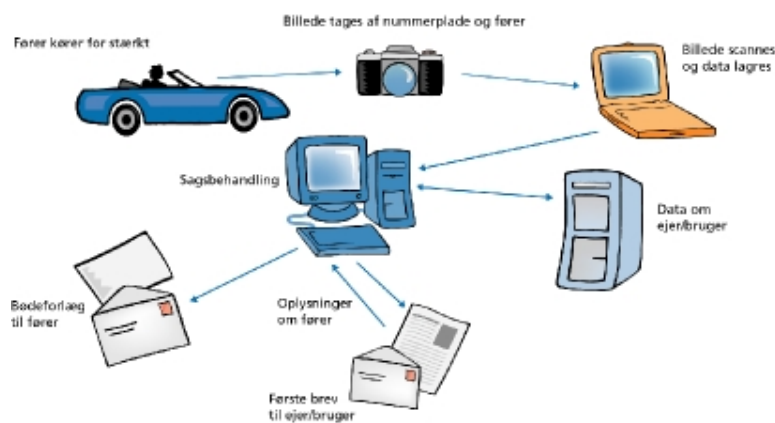 Billede tages af nummerplade og fører
Fører kører for stærkt
Billede scannes
og data lagres
Sagsbehandling
Data om
ejer/bruger
Bødeforlæg
til fører
Oplysninger
om fører
Første brev
til ejer/bruger